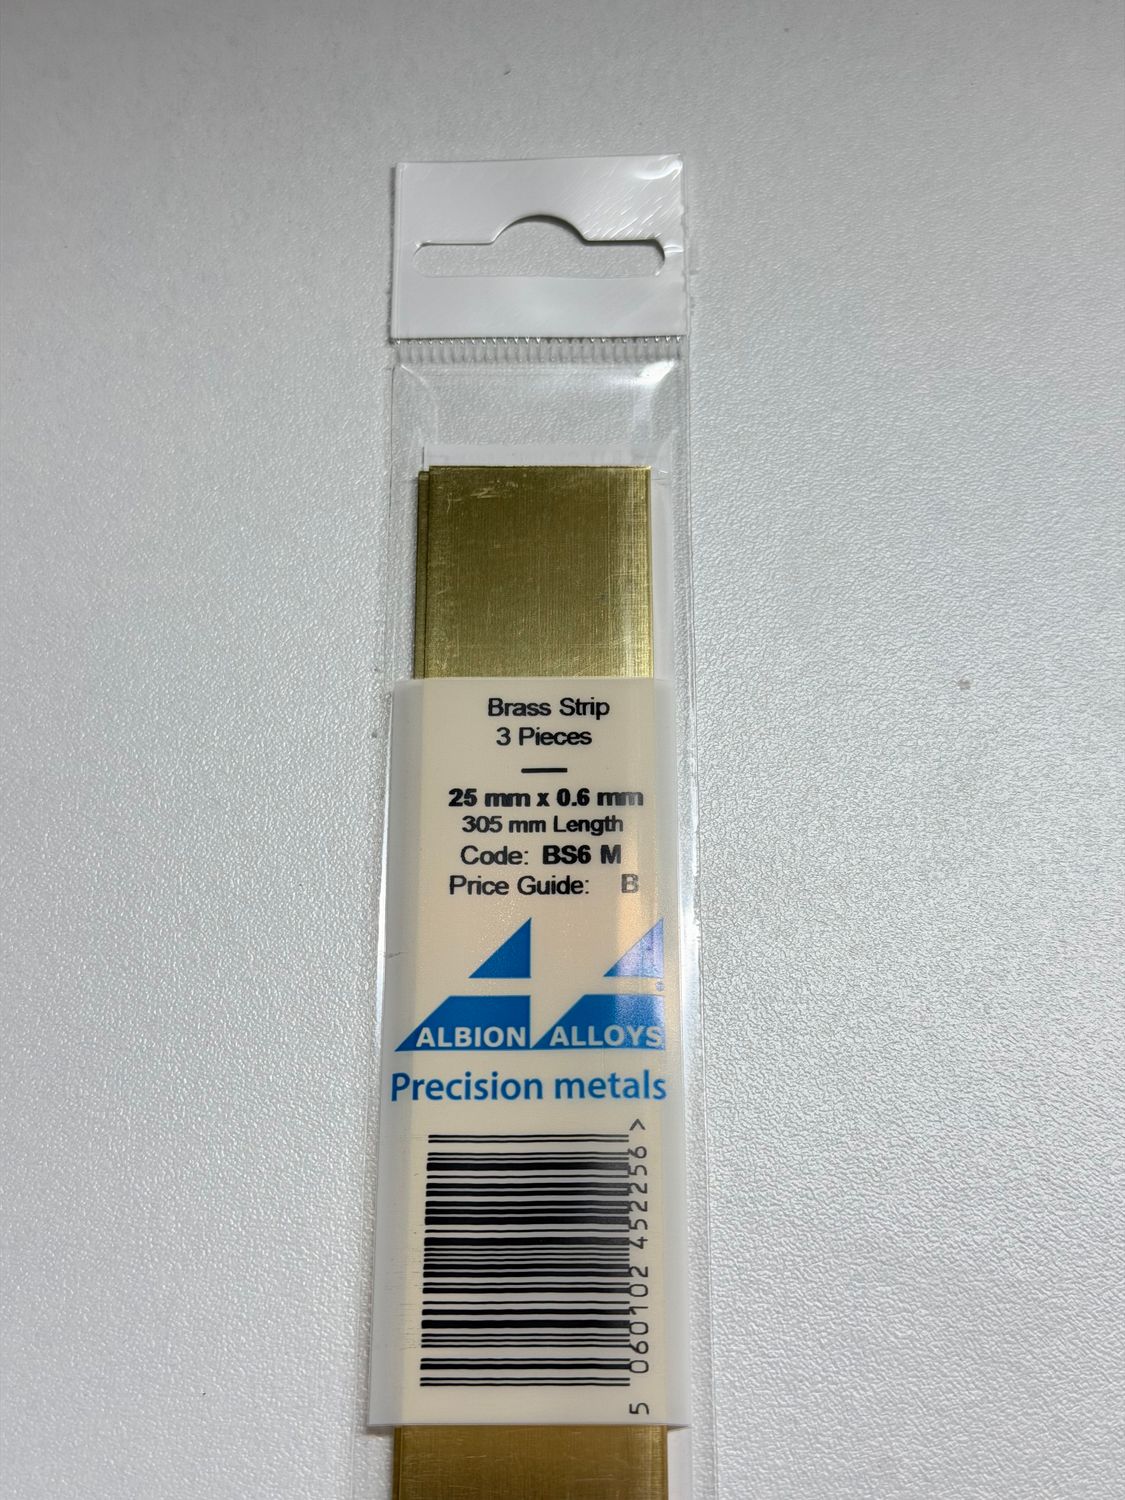 Brass Strip
3 Pieces
25 mm x 0.6 mm
305 mm Length
Code: BS6 M
Price Guide: B
ALBION ALLOYS®
Precision metals
5 060102 452256 >